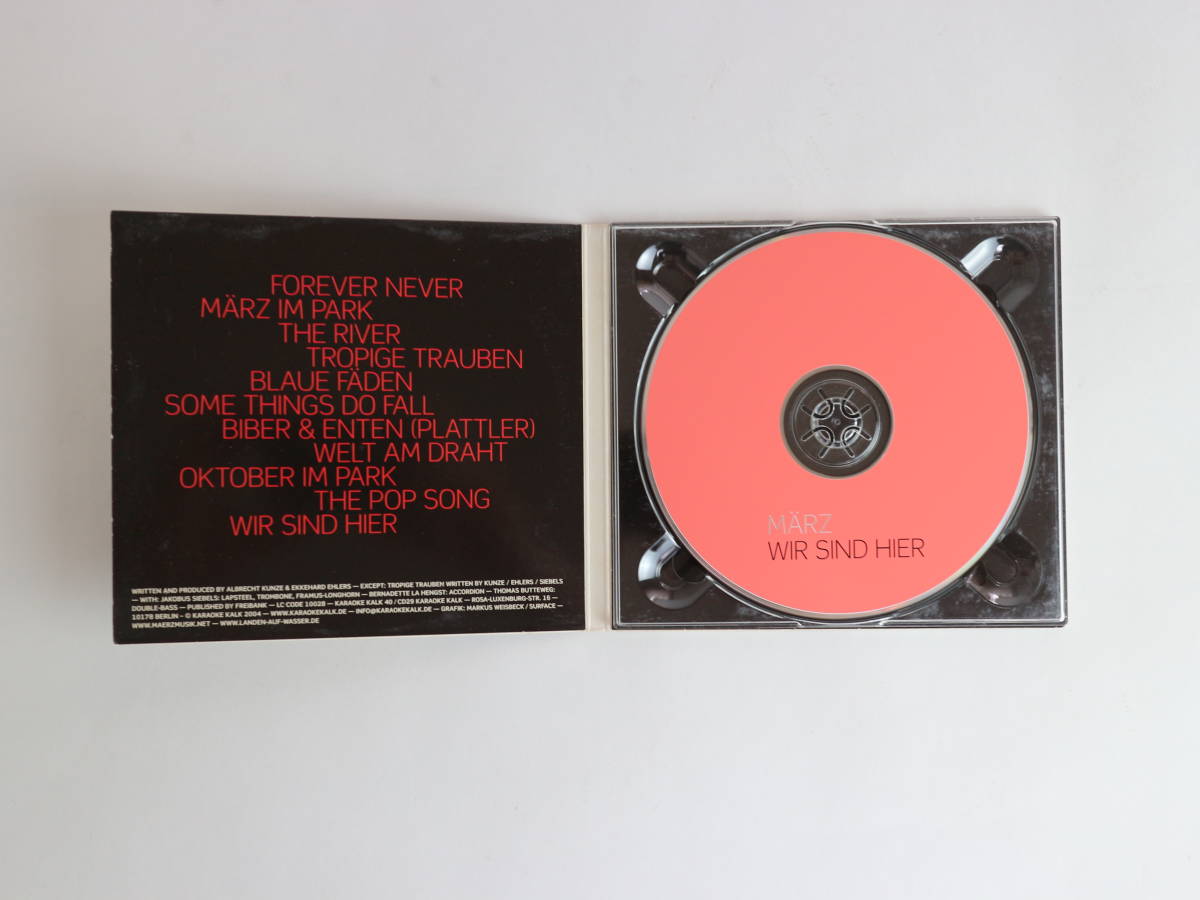 FOREVER NEVER
MÄRZ IM PARK
THE RIVER
TROPIGE TRAUBEN
BLAUE FÄDEN
SOME THINGS DO FALL
BIBER & ENTEN (PLATTLER)
WELT AM DRAHT
OKTOBER IM PARK
THE POP SONG
WIR SIND HIER
WRITTEN AND PRODUCED BY ALBRECHT KUNZE & EKKEHARD EHLERS — EXCEPT: TROPIGE TRAUBEN WRITTEN BY KUNZE / EHLERS / SIEBELS
— WITH: JAKOBUS SIEBELS: LAPSTEEL, TROMBONE, FRAMUS-LONGHORN — BERNADETTE LA HENGST: ACCORDION — THOMAS BUTTEWEG:
DOUBLE-BASS — PUBLISHED BY FREIBANK — LC CODE 10028 — KARAOKE KALK 40 / CD29 KARAOKE KALK — ROSA-LUXENBURG-STR. 16 —
10178 BERLIN — © KARAOKE KALK 2004 — WWW.KARAOKEKALK.DE — INFO@KARAOKEKALK.DE — GRAFIK: MARKUS WEISBECK / SURFACE —
WWW.MAERZMUSIK.NET — WWW.LANDEN-AUF-WASSER.DE
MÄRZ
WIR SIND HIER